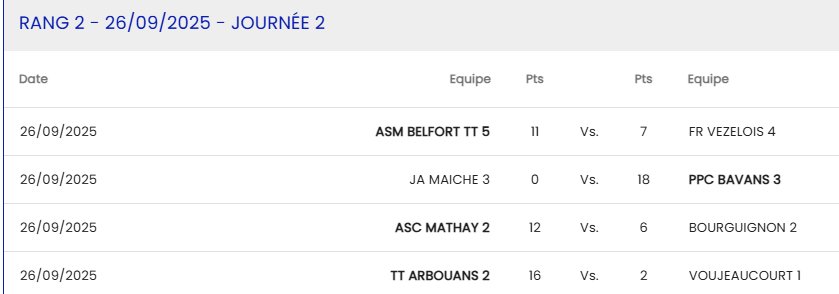 RANG 2 - 26/09/2025 - JOURNÉE 2
Date Equipe Pts Pts Equipe
26/09/2025 ASM BELFORT TT 5 11 Vs. 7 FR VEZELOIS 4
26/09/2025 JA MAICHE 3 0 Vs. 18 PPC BAVANS 3
26/09/2025 ASC MATHAY 2 12 Vs. 6 BOURGUIGNON 2
26/09/2025 TT ARBOUANS 2 16 Vs. 2 VOUJEAUCOURT 1